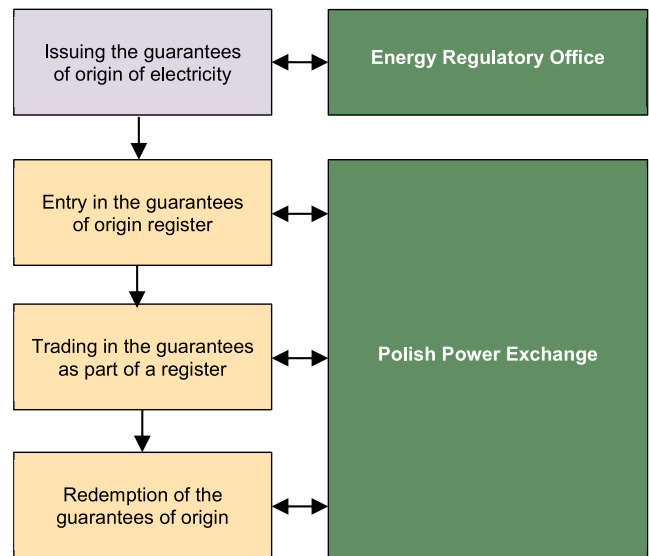 Issuing the guarantees
of origin of electricity
Energy Regulatory Office
Entry in the guarantees
of origin register
Trading in the guarantees
as part of a register
Polish Power Exchange
Redemption of the
guarantees of origin